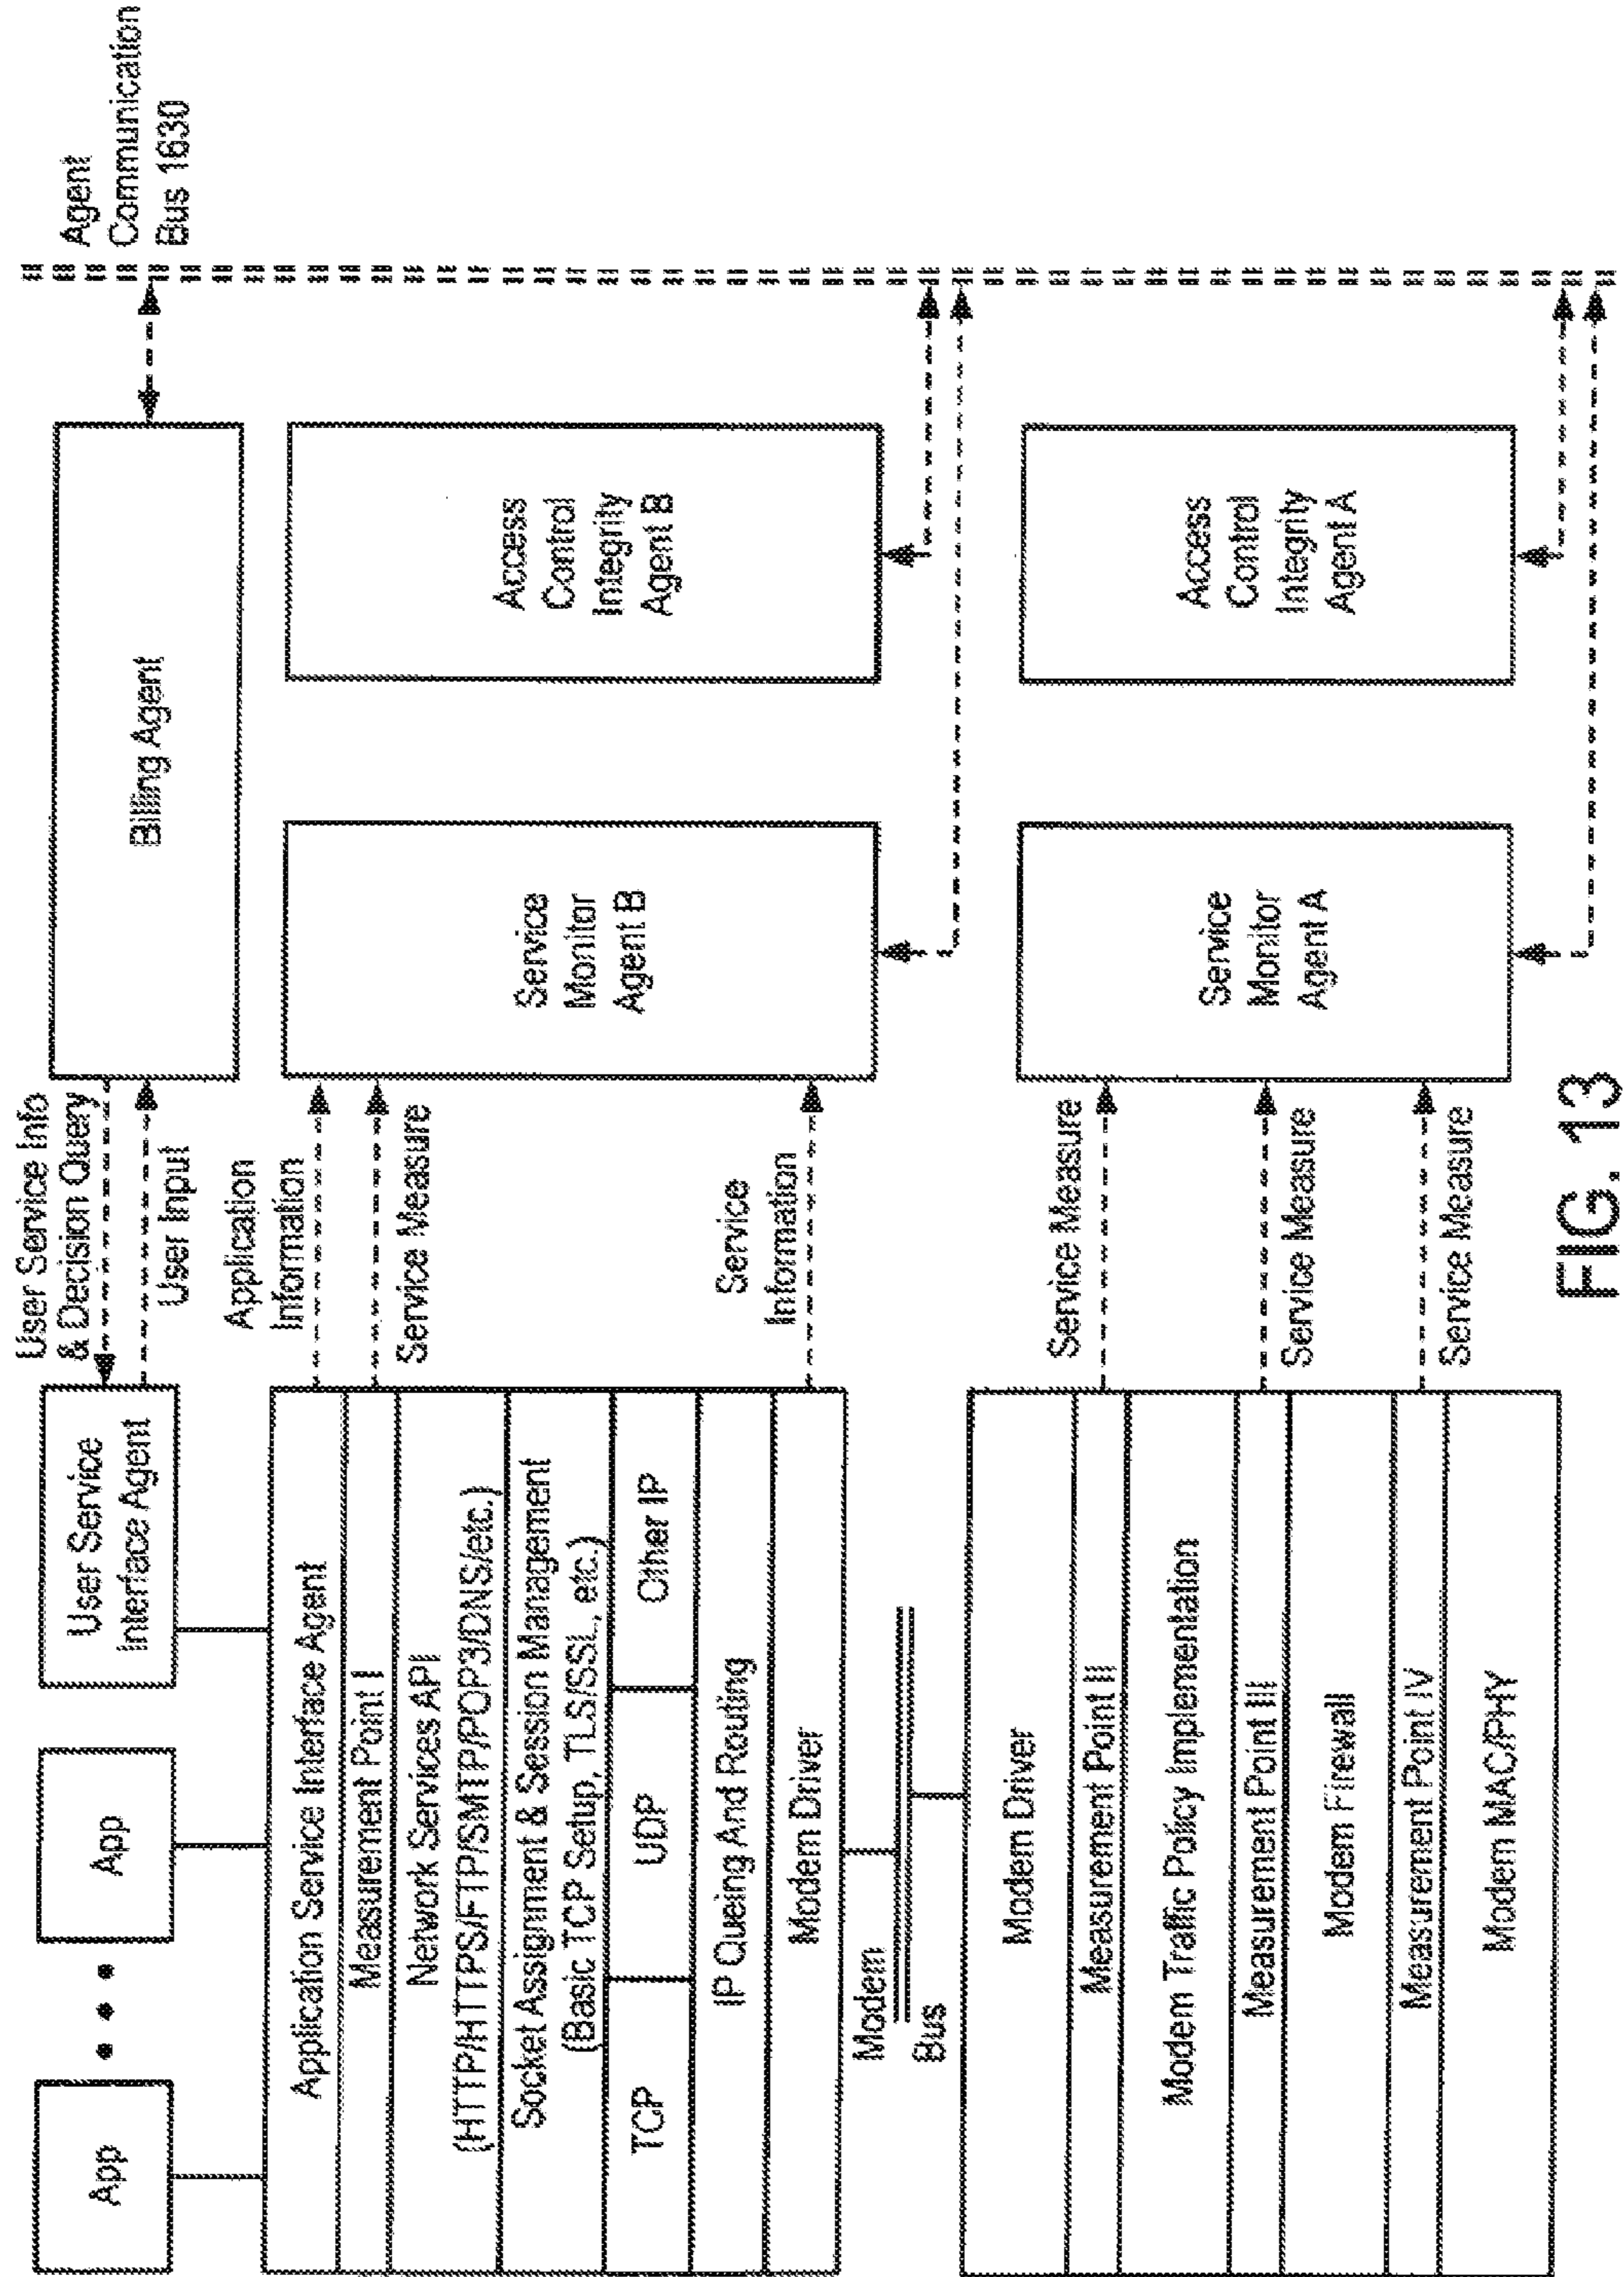 Agent
Communication
Bus 1630
Billing Agent
User Service Info
& Decision Query
User Input
App
App
User Service
Interface Agent
Application Service Interface Agent
Measurement Point I
Network Services API
(HTTP/HTTPS/FTP/SMTP/POP3/DNS/etc.)
Socket Assignment & Session Management
(Basic TCP Setup, TLS/SSL, etc.)
TCP
UDP
Other IP
IP Queing And Routing
Modem Driver
Application
Information
Service Measure
Service
Information
Service
Monitor
Agent B
Access
Control
Integrity
Agent B
Modem
Bus
Modem Driver
Measurement Point II
Modem Traffic Policy Implementation
Measurement Point III
Modem Firewall
Measurement Point IV
Modem MAC/PHY
Service Measure
Service Measure
Service Measure
Service
Monitor
Agent A
Access
Control
Integrity
Agent A
FIG. 13